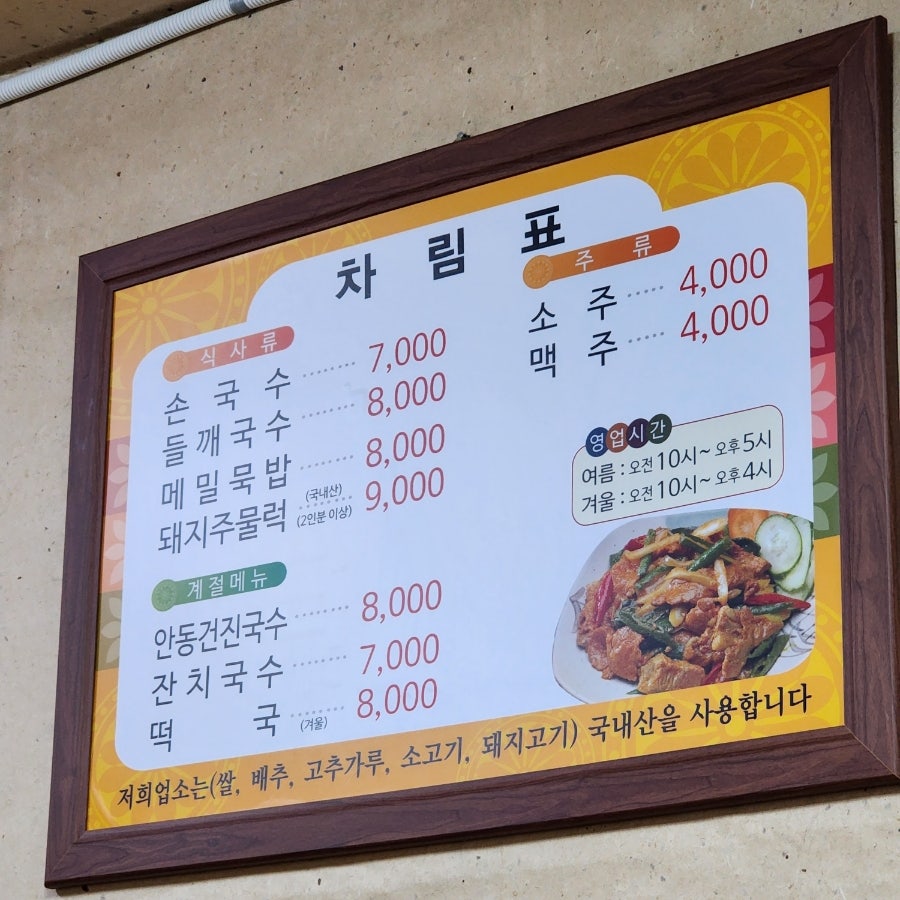 차 림 표
식 사 류
손 국 수 ········ 7,000
들 깨 국 수 ········ 8,000
메 밀 묵 밥 ········ 8,000
돼지주물럭 (국내산) ········ (2인분 이상) 9,000
계절메뉴
안동건진국수 ········ 8,000
잔 치 국 수 ········ 7,000
떡 국 ········ (겨울) 8,000
주 류
소 주 ····· 4,000
맥 주 ····· 4,000
영업시간
여름 : 오전 10시~ 오후 5시
겨울 : 오전 10시~ 오후 4시
저희업소는(쌀, 배추, 고추가루, 소고기, 돼지고기) 국내산을 사용합니다